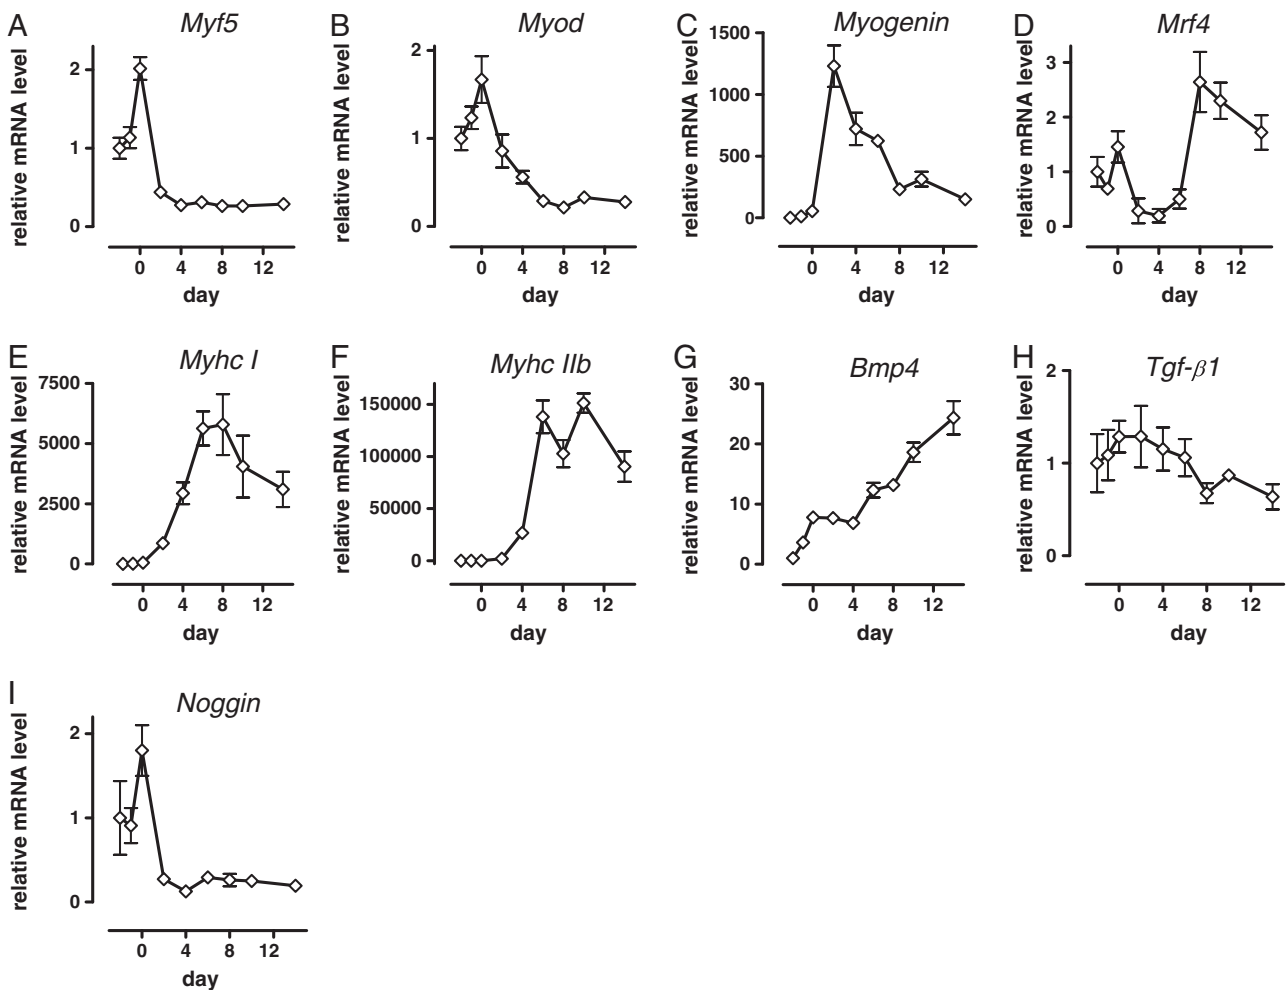 A
Myf5
relative mRNA level
2
1
0
0 4 8 12
day
B
Myod
relative mRNA level
2
1
0
0 4 8 12
day
C
Myogenin
relative mRNA level
1500
1000
500
0
0 4 8 12
day
D
Mrf4
relative mRNA level
3
2
1
0
0 4 8 12
day
E
Myhc I
relative mRNA level
7500
5000
2500
0
0 4 8 12
day
F
Myhc IIb
relative mRNA level
150000
100000
50000
0
0 4 8 12
day
G
Bmp4
relative mRNA level
30
20
10
0
0 4 8 12
day
H
Tgf-β1
relative mRNA level
2
1
0
0 4 8 12
day
I
Noggin
relative mRNA level
2
1
0
0 4 8 12
day